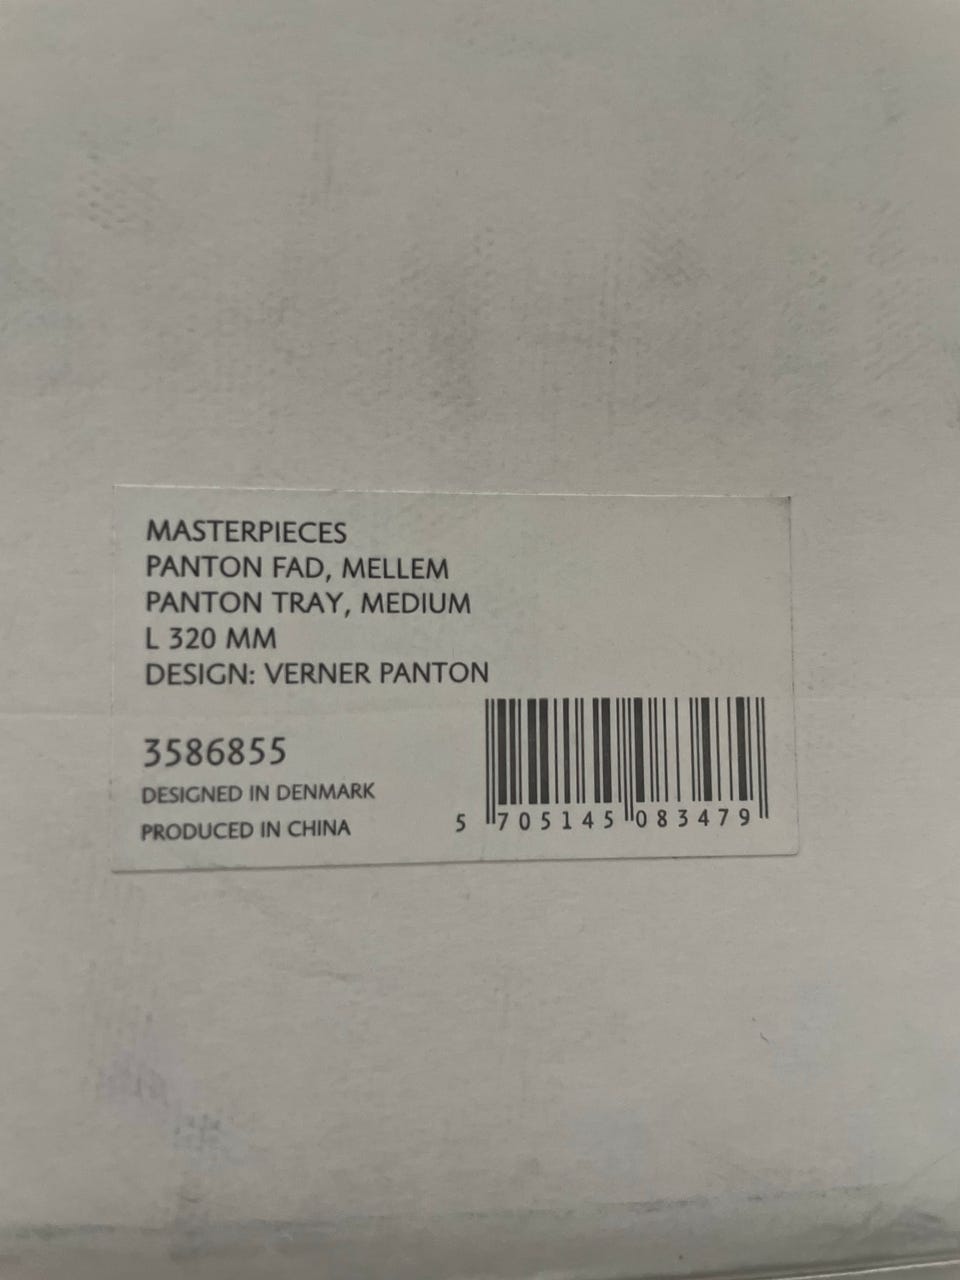 MASTERPIECES
PANTON FAD, MELLEM
PANTON TRAY, MEDIUM
L 320 MM
DESIGN: VERNER PANTON
3586855
DESIGNED IN DENMARK
PRODUCED IN CHINA
5 705145 083479